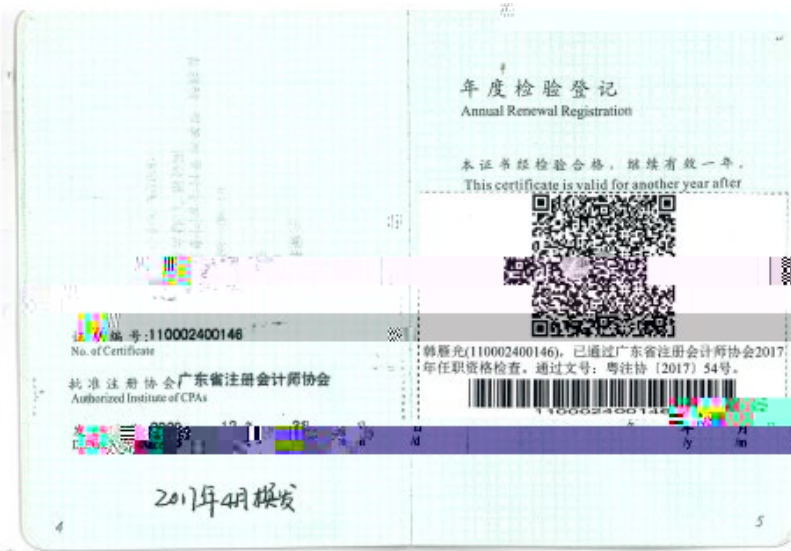 证书编号:110002400146
No. of Certificate
批准注册协会广东省注册会计师协会
Authorized Institute of CPAs
2017年4月换发
4
年度检验登记
Annual Renewal Registration
本证书经检验合格,继续有效一年。
This certificate is valid for another year after
韩雁光(110002400146),已通过广东省注册会计师协会2017
年任职资格检查。通过文号:粤注协〔2017〕54号。
110002400146
/d
/y
/m
5